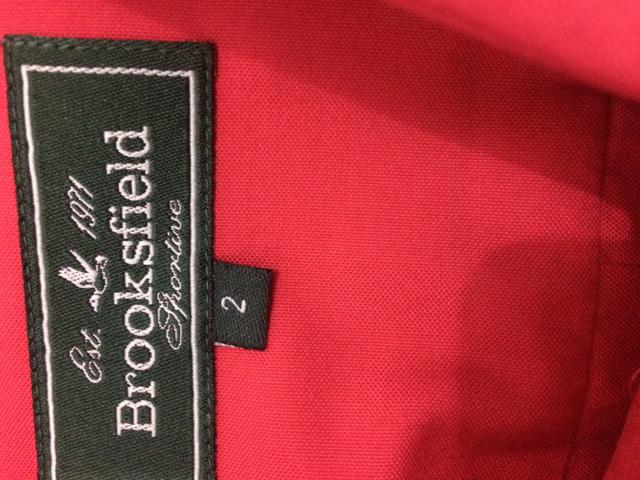 Est. 1971
Brooksfield
Sportive
2